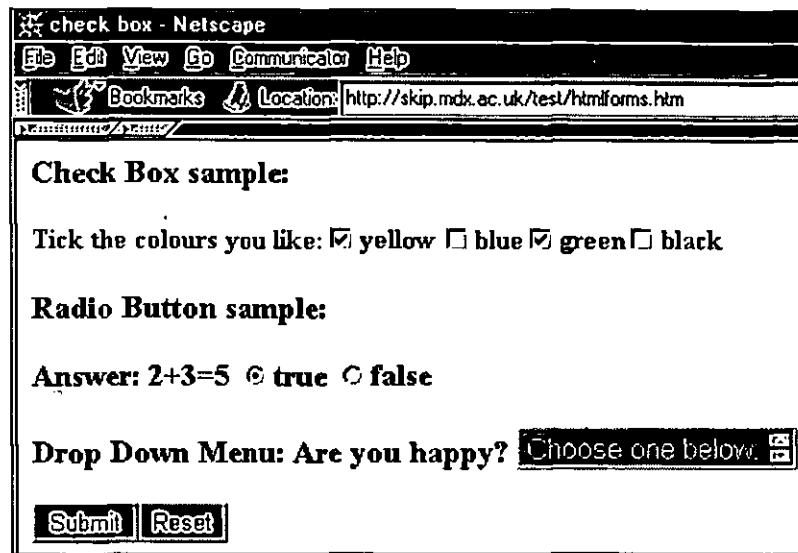 check box - Netscape
File Edit View Go Communicator Help
Bookmarks Location: http://skip.mdx.ac.uk/test/htmlforms.htm
Check Box sample:
Tick the colours you like: yellow blue green black
Radio Button sample:
Answer: 2+3=5 true false
Drop Down Menu: Are you happy? Choose one below:
Submit Reset